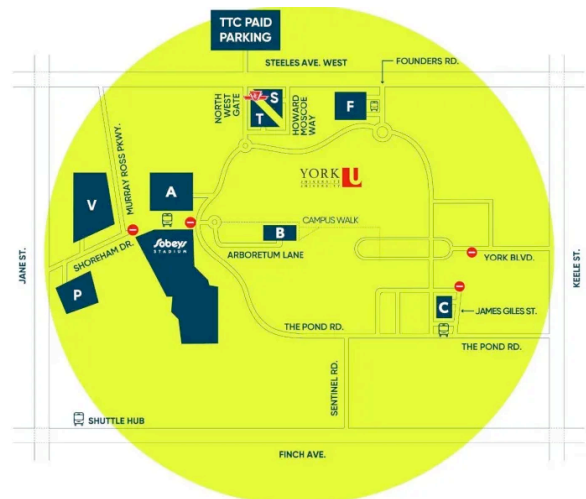 TTC PAID
PARKING
STEELES AVE. WEST
FOUNDERS RD.
NORTH
WEST
GATE
S
T
HOWARD
MOSCOE
WAY
F
MURRAY ROSS PKWY.
YORK U
UNIVERSITÉ
UNIVERSITY
V
A
B
CAMPUS WALK
Sobeys
STADIUM
ARBORETUM LANE
YORK BLVD.
SHOREHAM DR.
P
JANE ST.
KEELE ST.
C
JAMES GILES ST.
THE POND RD.
THE POND RD.
SENTINEL RD.
SHUTTLE HUB
FINCH AVE.